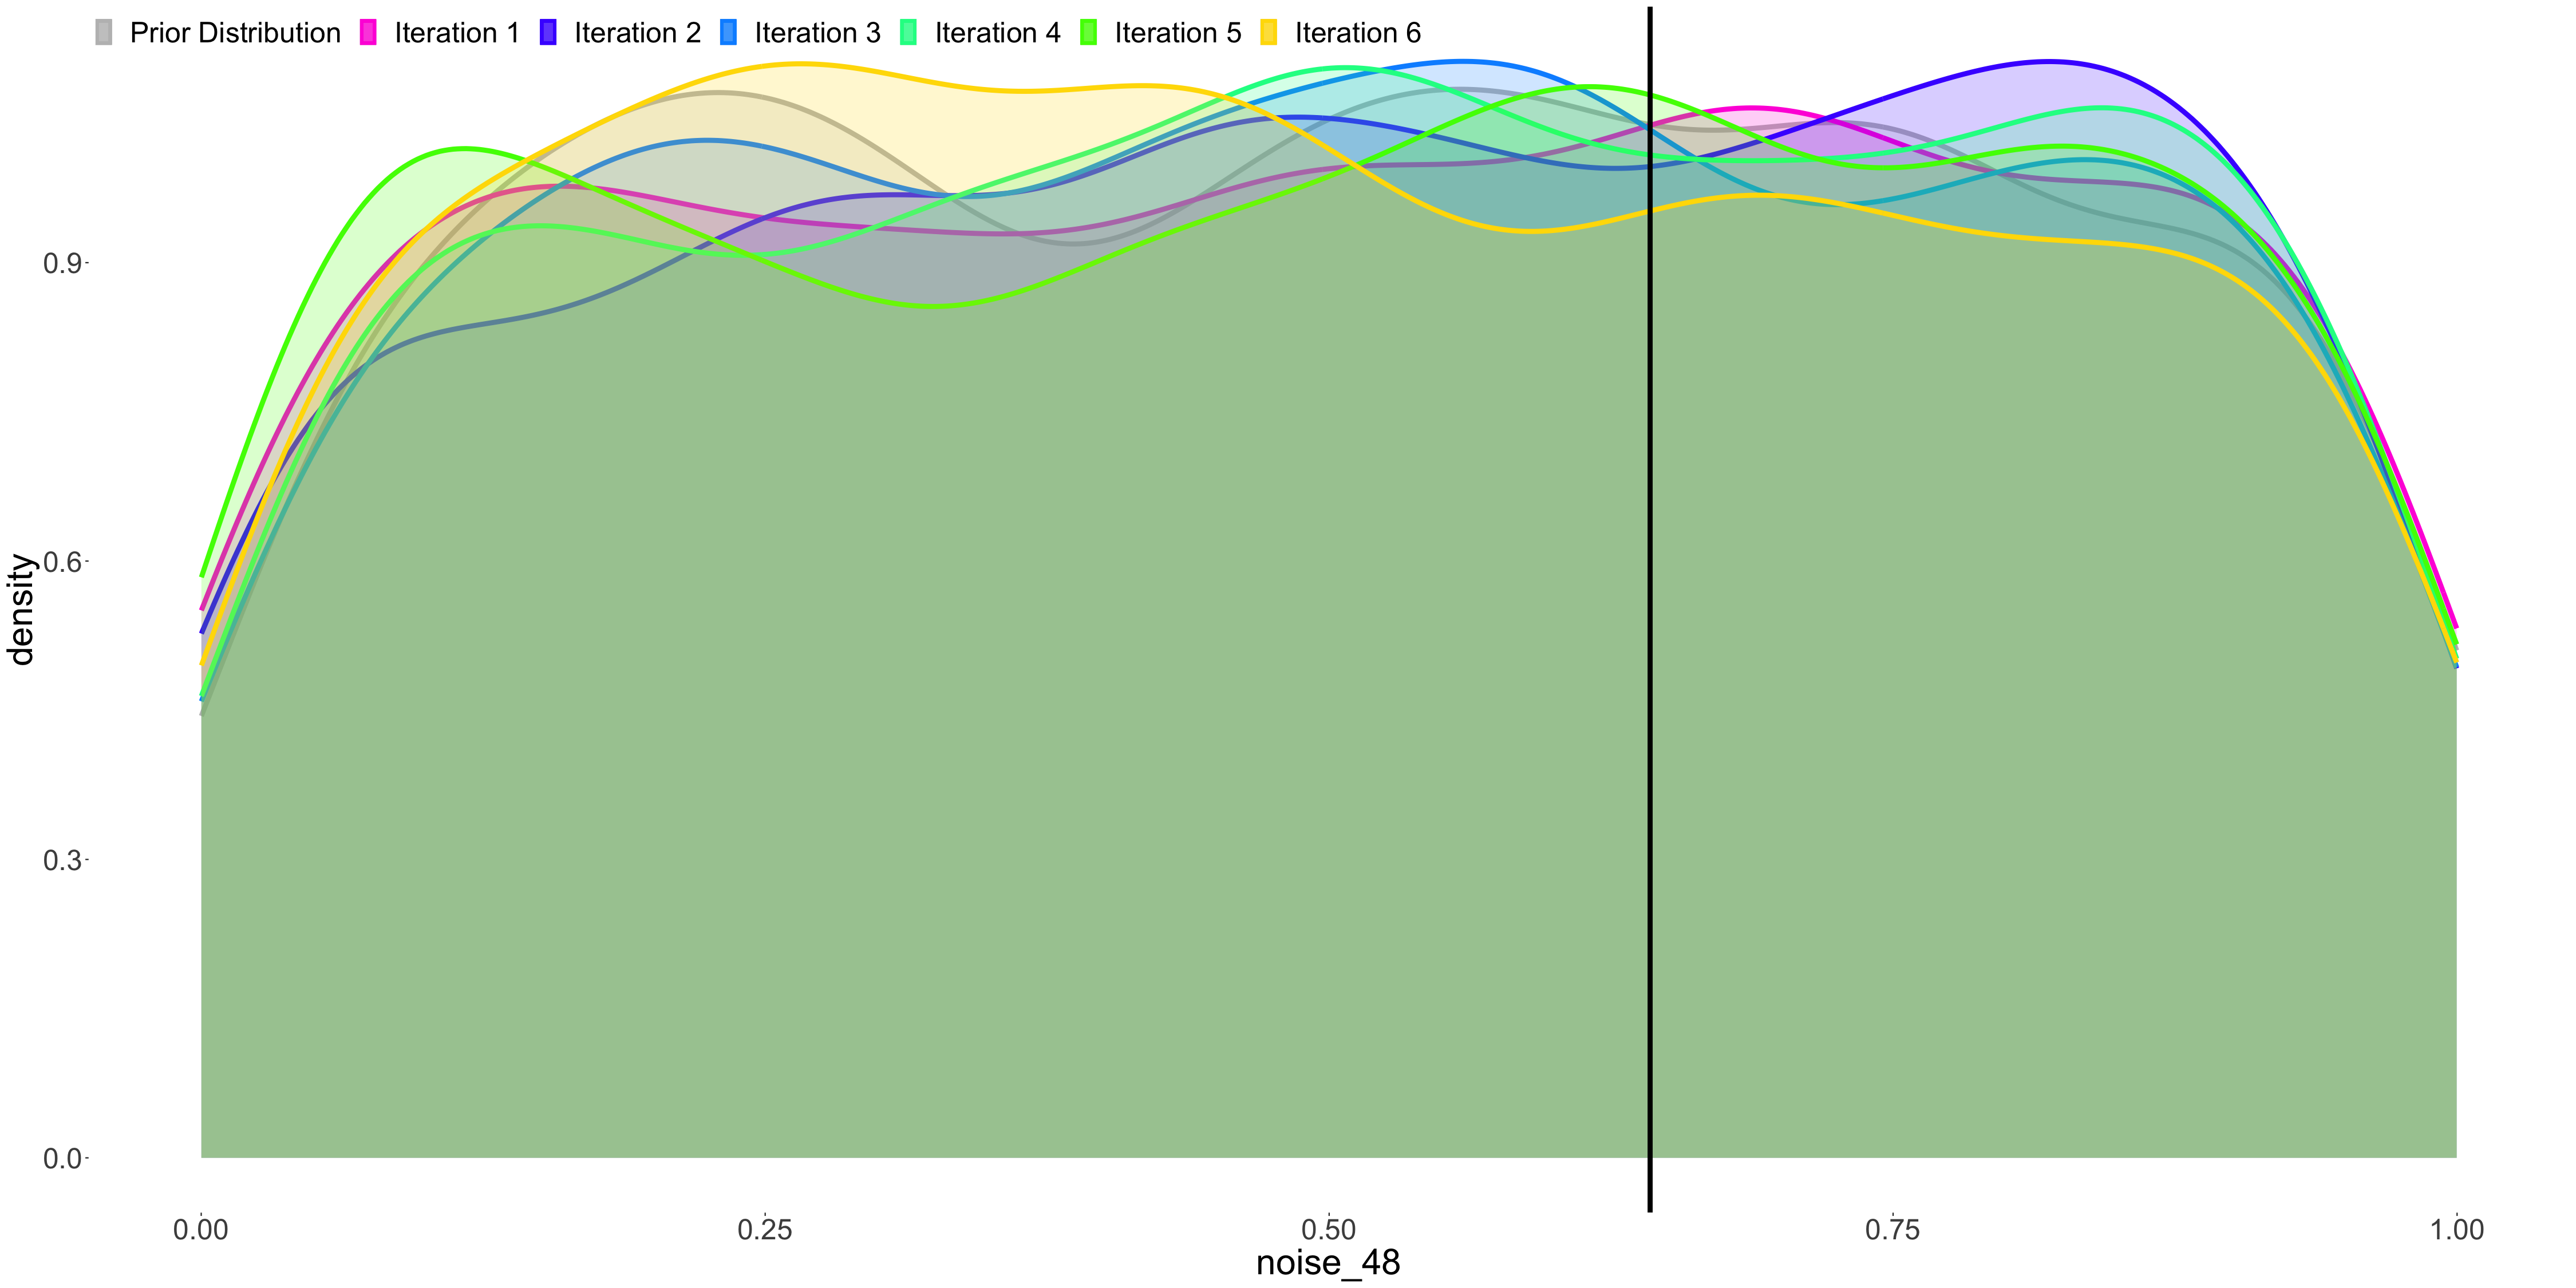 Prior Distribution Iteration 1 Iteration 2 Iteration 3 Iteration 4 Iteration 5 Iteration 6
density
0.9
0.6
0.3
0.0
0.00 0.25 0.50 0.75 1.00
noise_48